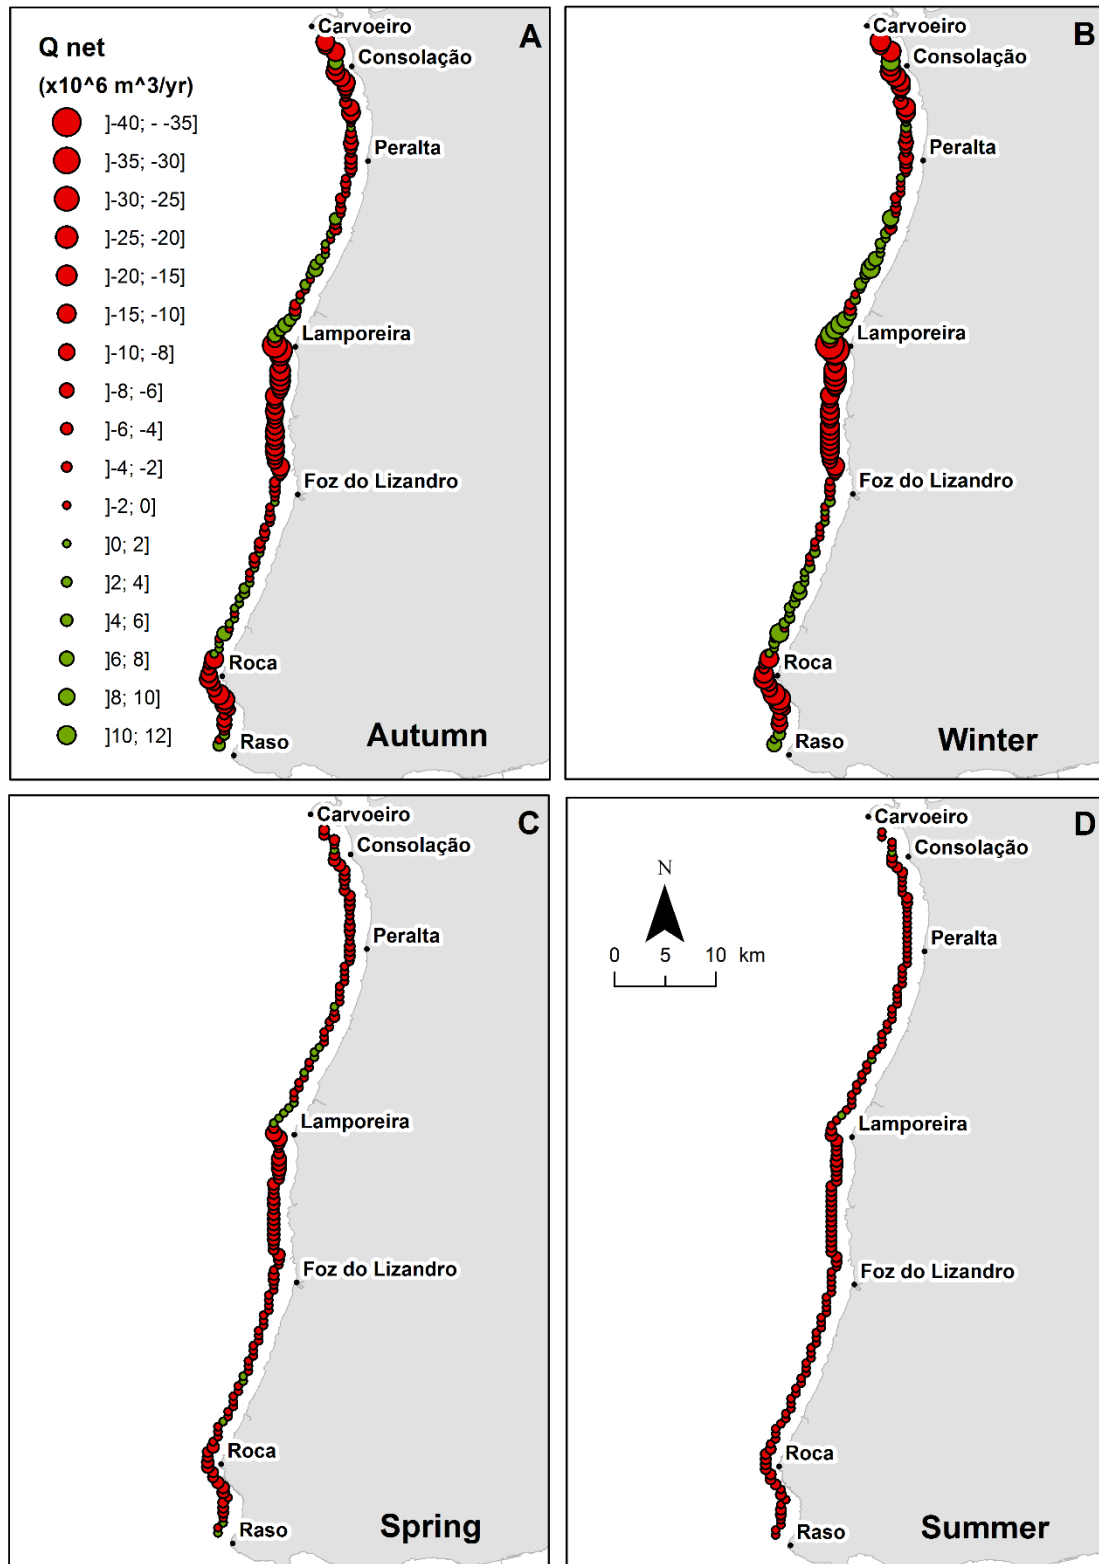 A
Carvoeiro
Consolação
Q net
(x10^6 m^3/yr)
]-40; - -35]
]-35; -30]
]-30; -25]
]-25; -20]
]-20; -15]
]-15; -10]
]-10; -8]
]-8; -6]
]-6; -4]
]-4; -2]
]-2; 0]
]0; 2]
]2; 4]
]4; 6]
]6; 8]
]8; 10]
]10; 12]
Peralta
Lamporeira
Foz do Lizandro
Roca
Raso
Autumn
B
Carvoeiro
Consolação
Peralta
Lamporeira
Foz do Lizandro
Roca
Raso
Winter
C
Carvoeiro
Consolação
Peralta
Lamporeira
Foz do Lizandro
Roca
Raso
Spring
D
Carvoeiro
Consolação
N
0 5 10 km
Peralta
Lamporeira
Foz do Lizandro
Roca
Raso
Summer